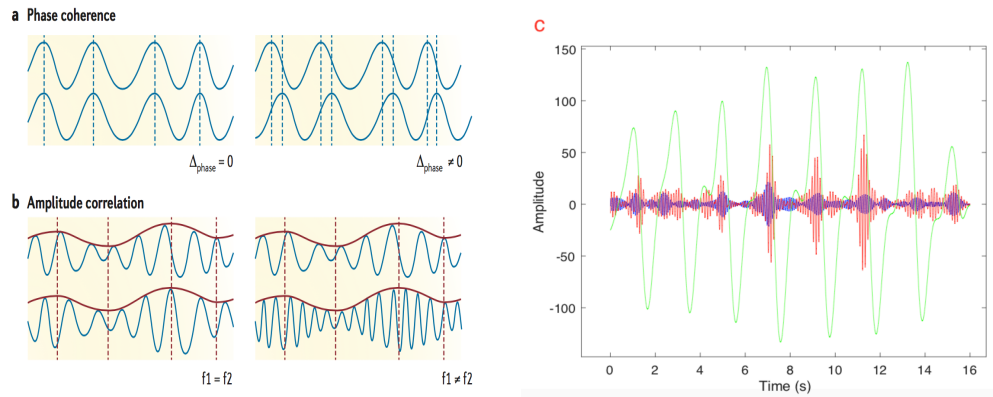 a Phase coherence
Δphase = 0
Δphase ≠ 0
b Amplitude correlation
f1 = f2
f1 ≠ f2
C
150
100
50
0
-50
-100
Amplitude
0 2 4 6 8 10 12 14 16
Time (s)